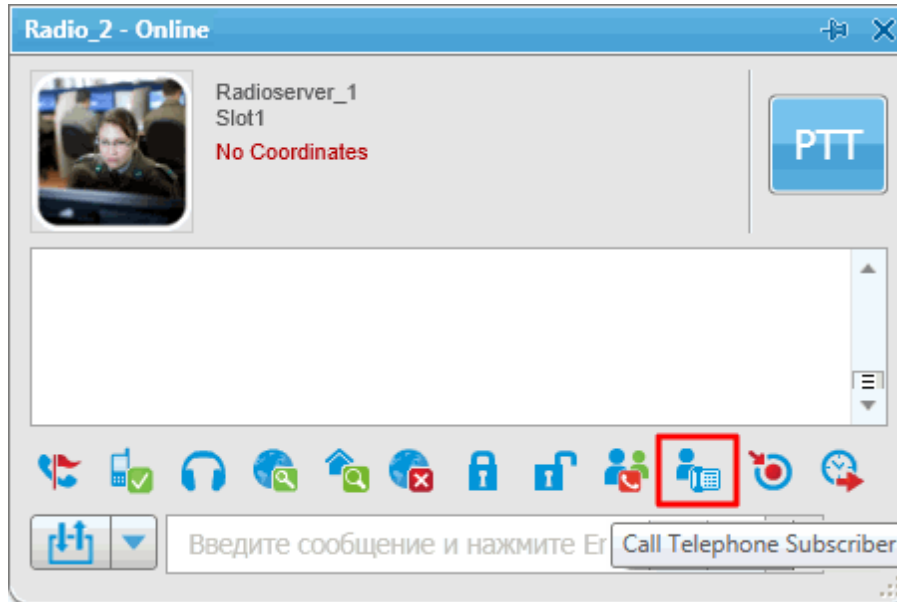 Radio_2 - Online
Radioserver_1
Slot1
No Coordinates
PTT
Введите сообщение и нажмите Er
Call Telephone Subscriber